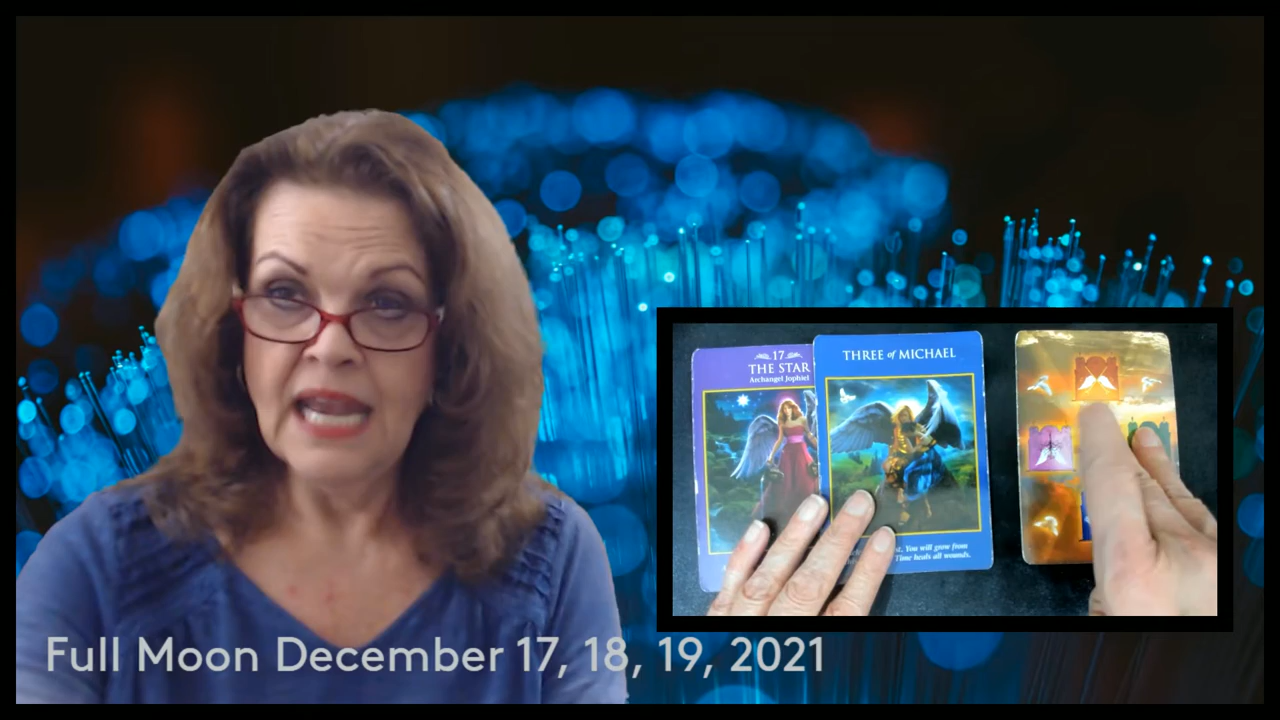 17
THE STAR
Archangel Jophiel
THREE of MICHAEL
You will grow from
Time heals all wounds.
Full Moon December 17, 18, 19, 2021